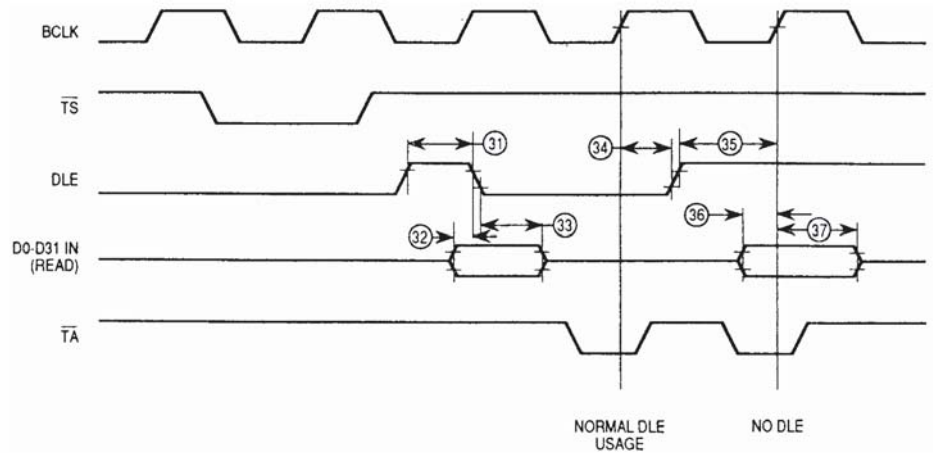 BCLK
TS
31
34
35
DLE
32
33
36
37
D0-D31 IN
(READ)
TA
NORMAL DLE
USAGE
NO DLE